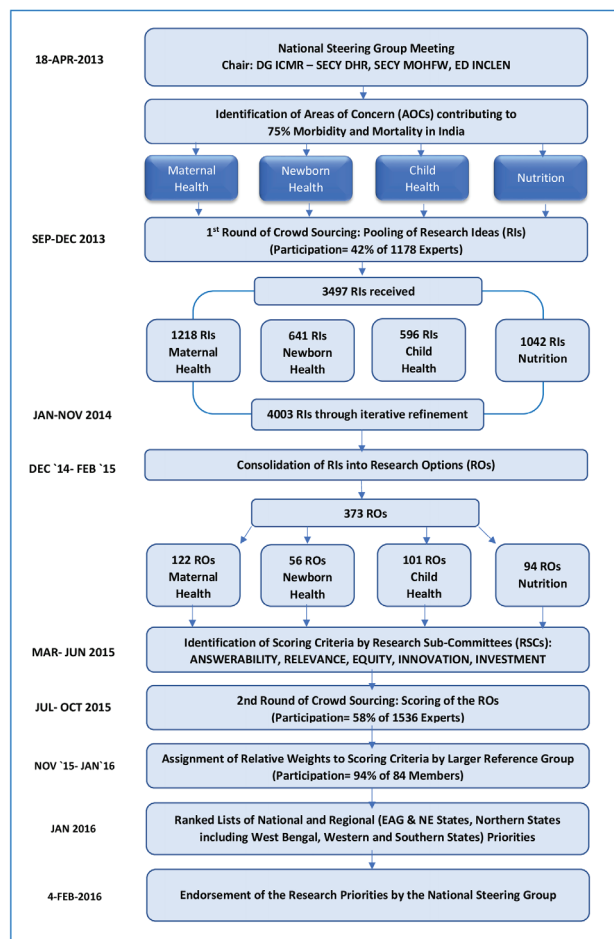 18-APR-2013
National Steering Group Meeting
Chair: DG ICMR – SECY DHR, SECY MOHFW, ED INCLEN
Identification of Areas of Concern (AOCs) contributing to
75% Morbidity and Mortality in India
Maternal
Health
Newborn
Health
Child
Health
Nutrition
SEP-DEC 2013
1st Round of Crowd Sourcing: Pooling of Research Ideas (RIs)
(Participation= 42% of 1178 Experts)
3497 RIs received
1218 RIs
Maternal
Health
641 RIs
Newborn
Health
596 RIs
Child
Health
1042 RIs
Nutrition
JAN-NOV 2014
4003 RIs through iterative refinement
DEC `14- FEB `15
Consolidation of RIs into Research Options (ROs)
373 ROs
122 ROs
Maternal
Health
56 ROs
Newborn
Health
101 ROs
Child
Health
94 ROs
Nutrition
MAR- JUN 2015
Identification of Scoring Criteria by Research Sub-Committees (RSCs):
ANSWERABILITY, RELEVANCE, EQUITY, INNOVATION, INVESTMENT
JUL- OCT 2015
2nd Round of Crowd Sourcing: Scoring of the ROs
(Participation= 58% of 1536 Experts)
NOV `15- JAN`16
Assignment of Relative Weights to Scoring Criteria by Larger Reference Group
(Participation= 94% of 84 Members)
JAN 2016
Ranked Lists of National and Regional (EAG & NE States, Northern States
including West Bengal, Western and Southern States) Priorities
4-FEB-2016
Endorsement of the Research Priorities by the National Steering Group